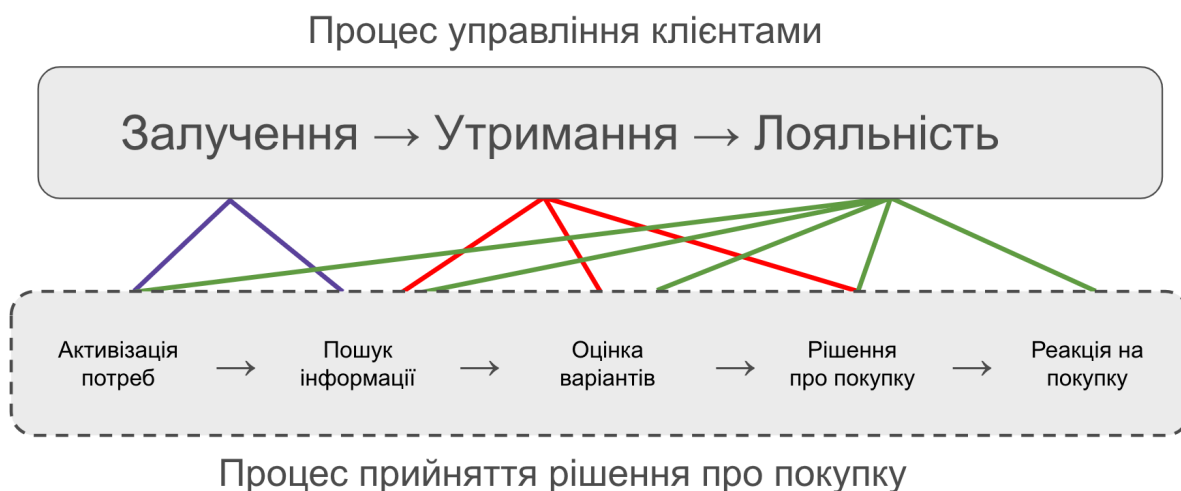 Процес управління клієнтами
Залучення → Утримання → Лояльність
Активізація потреб → Пошук інформації → Оцінка варіантів → Рішення про покупку → Реакція на покупку
Процес прийняття рішення про покупку